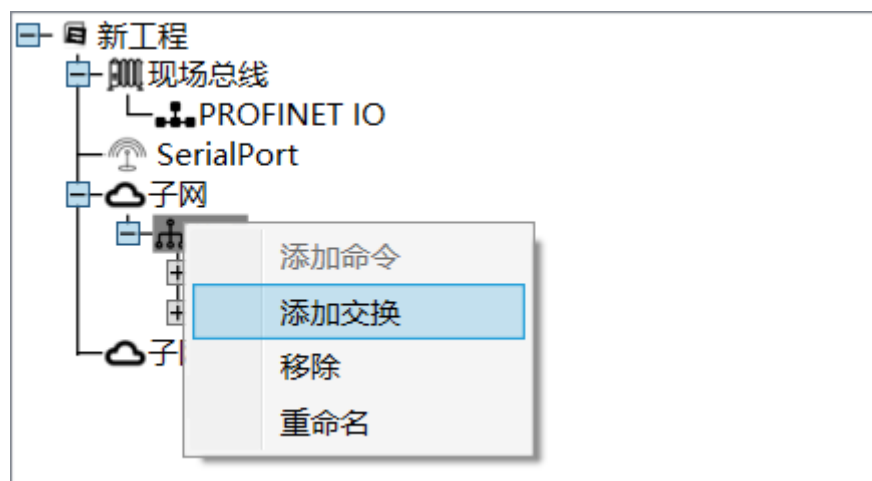 新工程
现场总线
PROFINET IO
SerialPort
子网
添加命令
添加交换
移除
子
重命名